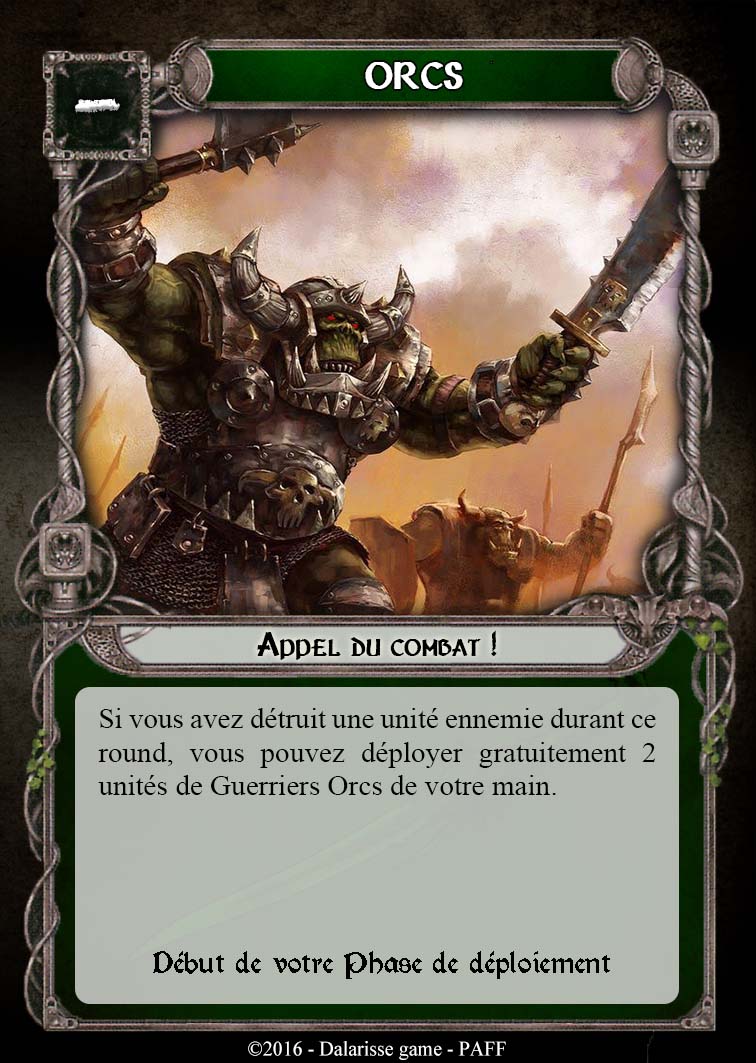 ORCS
Appel du combat !
Si vous avez détruit une unité ennemie durant ce
round, vous pouvez déployer gratuitement 2
unités de Guerriers Orcs de votre main.
Début de votre Phase de déploiement
©2016 - Dalarisse game - PAFF